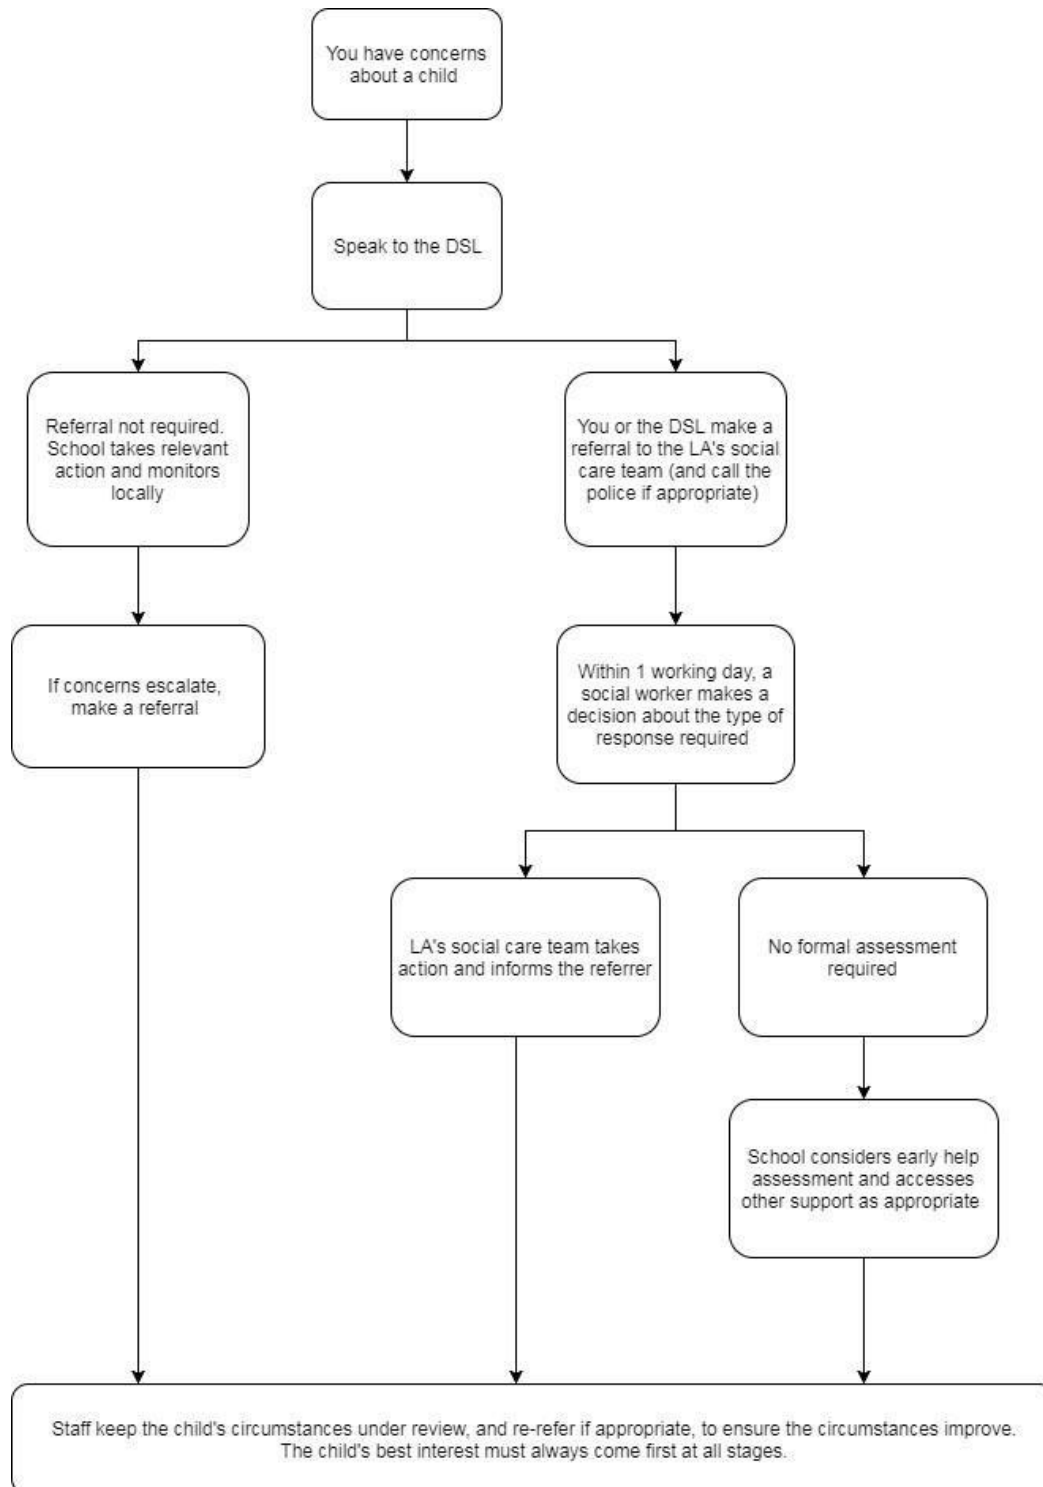 You have concerns
about a child
Speak to the DSL
Referral not required.
School takes relevant
action and monitors
locally
You or the DSL make a
referral to the LA's social
care team (and call the
police if appropriate)
If concerns escalate,
make a referral
Within 1 working day, a
social worker makes a
decision about the type of
response required
LA's social care team takes
action and informs the referrer
No formal assessment
required
School considers early help
assessment and accesses
other support as appropriate
Staff keep the child's circumstances under review, and re-refer if appropriate, to ensure the circumstances improve.
The child's best interest must always come first at all stages.